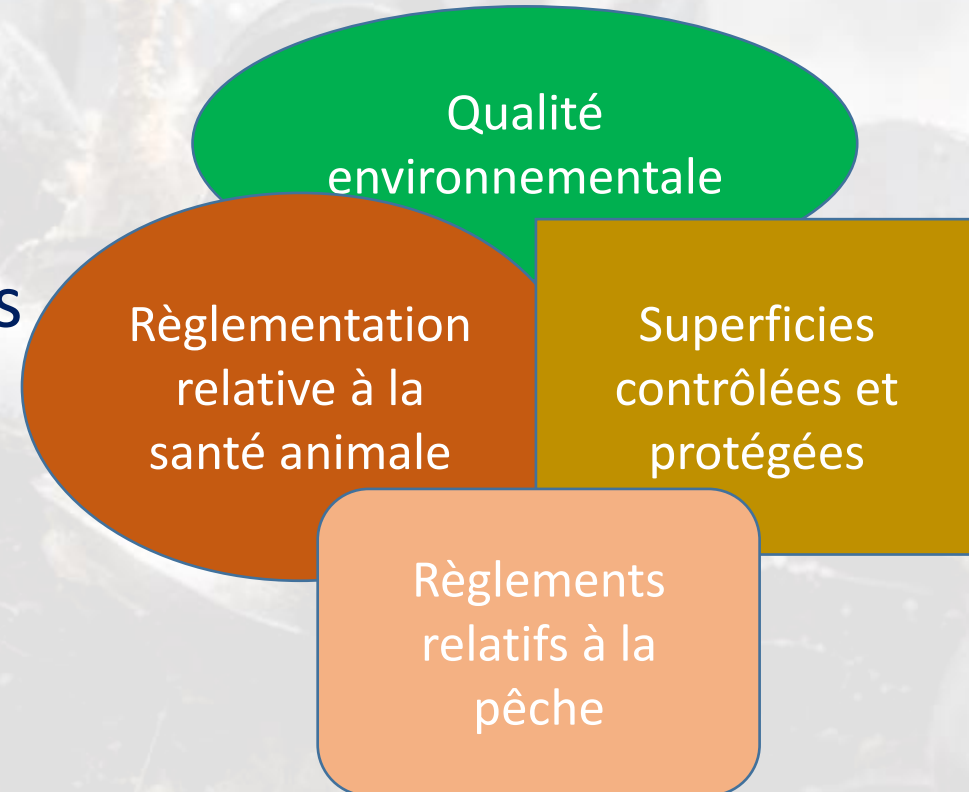 Qualité
environnementale
s
Règlementation
relative à la
santé animale
Superficies
contrôlées et
protégées
Règlements
relatifs à la
pêche